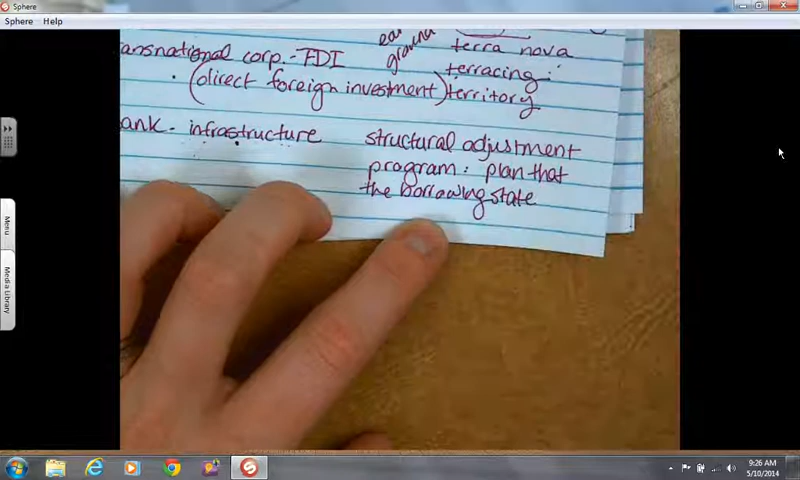 Sphere
Sphere Help
terra nova
ansnational corp. - FDI
terracing :
(direct foreign investment)
territory
ank. - infrastructure
structural adjustment
program: plan that
the borrowing state
Media Library
9:26 AM
5/10/2014